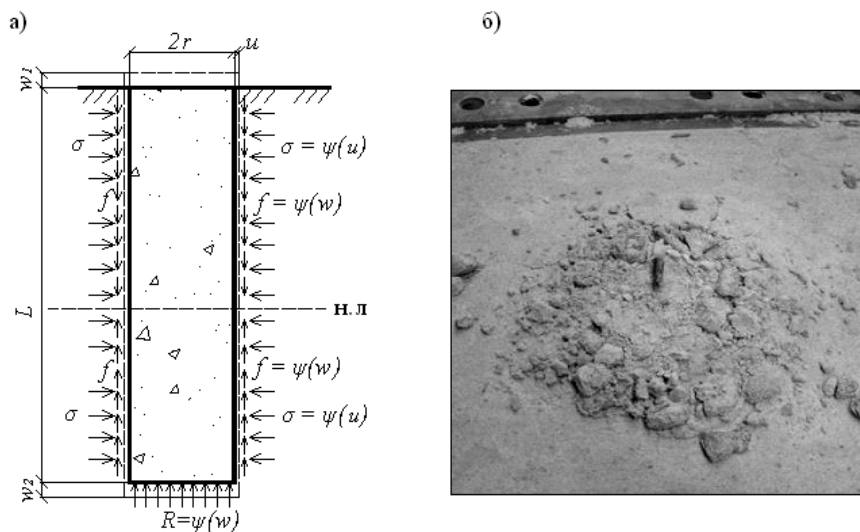 а)
б)
2r
u
w1
σ
σ = ψ(u)
f
f = ψ(w)
L
н.л
f
f = ψ(w)
σ
σ = ψ(u)
w2
R=ψ(w)